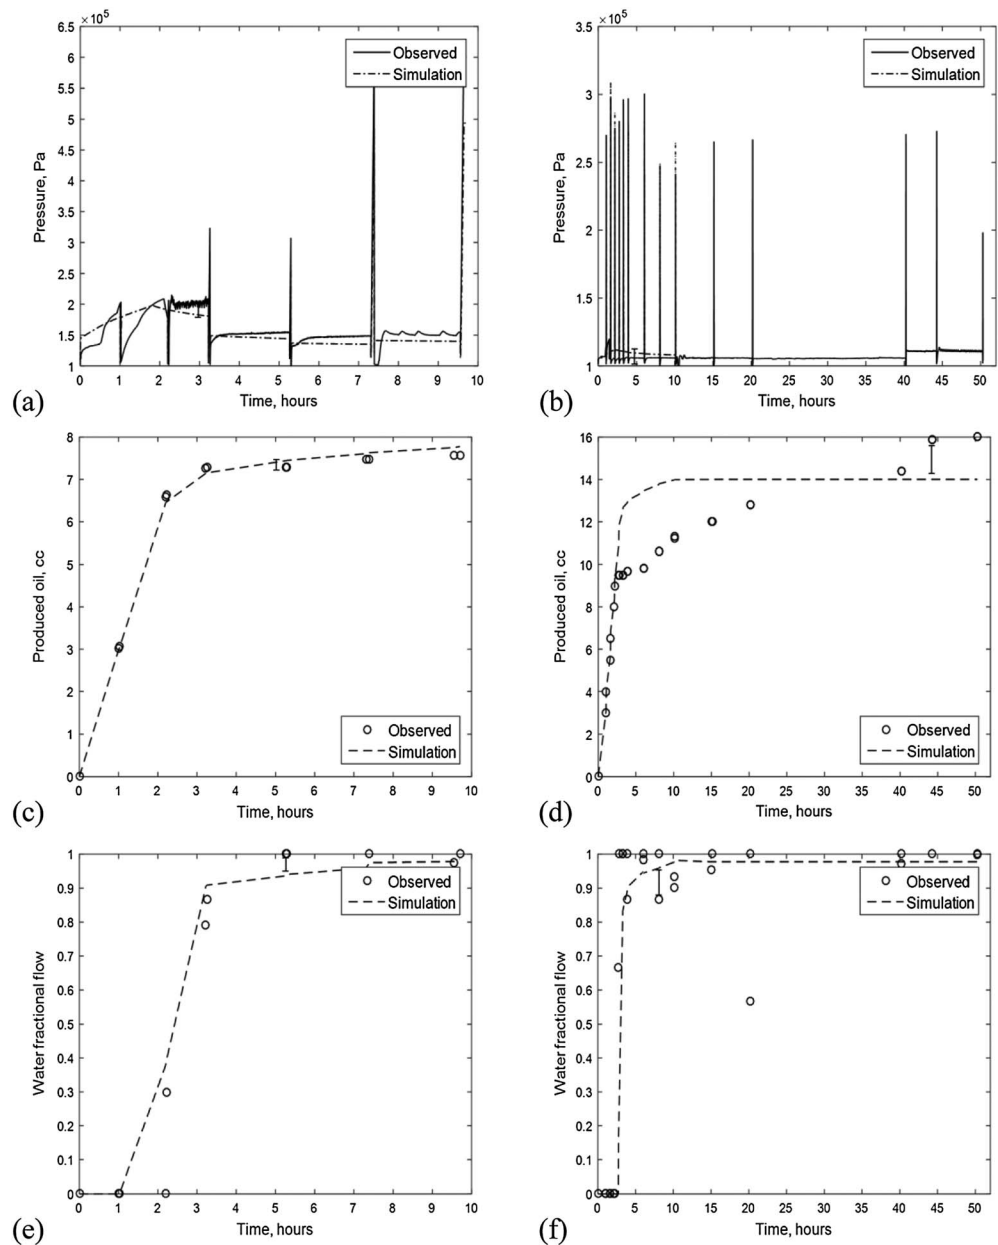 ×10⁵
6.5
6
5.5
5
4.5
4
3.5
3
2.5
2
1.5
1
Pressure, Pa
Observed
Simulation
0 1 2 3 4 5 6 7 8 9 10
Time, hours
(a)
×10⁵
3.5
3
2.5
2
1.5
1
Pressure, Pa
Observed
Simulation
0 5 10 15 20 25 30 35 40 45 50
Time, hours
(b)
8
7
6
5
4
3
2
1
0
Produced oil, cc
Observed
Simulation
0 1 2 3 4 5 6 7 8 9 10
Time, hours
(c)
16
14
12
10
8
6
4
2
0
Produced oil, cc
Observed
Simulation
0 5 10 15 20 25 30 35 40 45 50
Time, hours
(d)
1
0.9
0.8
0.7
0.6
0.5
0.4
0.3
0.2
0.1
0
Water fractional flow
Observed
Simulation
0 1 2 3 4 5 6 7 8 9 10
Time, hours
(e)
1
0.9
0.8
0.7
0.6
0.5
0.4
0.3
0.2
0.1
0
Water fractional flow
Observed
Simulation
0 5 10 15 20 25 30 35 40 45 50
Time, hours
(f)